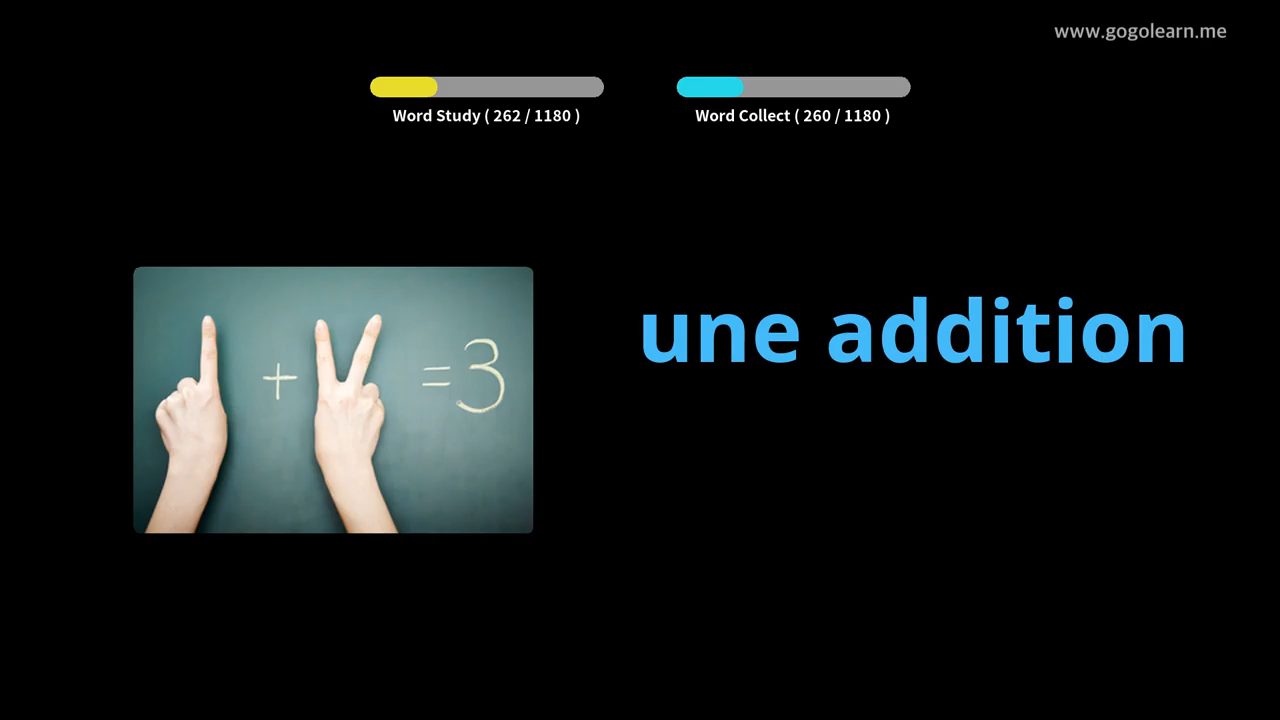 www.gogolearn.me
Word Study ( 262 / 1180 )
Word Collect ( 260 / 1180 )
+ =3
une addition